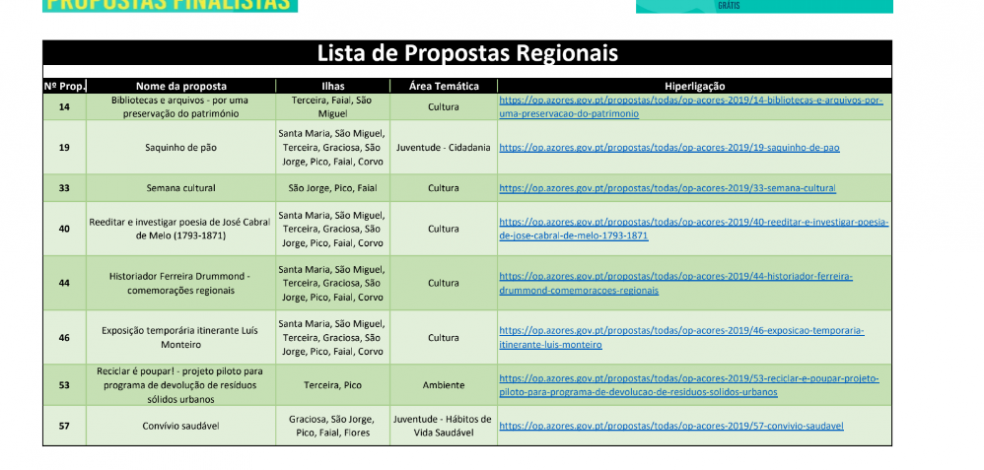 PROPOSTAS FINALISTAS
GRÁTIS
Lista de Propostas Regionais
Nº Prop. Nome da proposta Ilhas Área Temática Hiperligação
14 Bibliotecas e arquivos - por uma preservação do património Terceira, Faial, São Miguel Cultura https://op.azores.gov.pt/propostas/todas/op-acores-2019/14-bibliotecas-e-arquivos-por-uma-preservacao-do-patrimonio
19 Saquinho de pão Santa Maria, São Miguel, Terceira, Graciosa, São Jorge, Pico, Faial, Corvo Juventude - Cidadania https://op.azores.gov.pt/propostas/todas/op-acores-2019/19-saquinho-de-pao
33 Semana cultural São Jorge, Pico, Faial Cultura https://op.azores.gov.pt/propostas/todas/op-acores-2019/33-semana-cultural
40 Reeditar e investigar poesia de José Cabral de Melo (1793-1871) Santa Maria, São Miguel, Terceira, Graciosa, São Jorge, Pico, Faial, Corvo Cultura https://op.azores.gov.pt/propostas/todas/op-acores-2019/40-reeditar-e-investigar-poesia-de-jose-cabral-de-melo-1793-1871
44 Historiador Ferreira Drummond - comemorações regionais Santa Maria, São Miguel, Terceira, Graciosa, São Jorge, Pico, Faial, Corvo Cultura https://op.azores.gov.pt/propostas/todas/op-acores-2019/44-historiador-ferreira-drummond-comemoracoes-regionais
46 Exposição temporária itinerante Luís Monteiro Santa Maria, São Miguel, Terceira, Graciosa, São Jorge, Pico, Faial, Corvo Cultura https://op.azores.gov.pt/propostas/todas/op-acores-2019/46-exposicao-temporaria-itinerante-luis-monteiro
53 Reciclar é poupar! - projeto piloto para programa de devolução de resíduos sólidos urbanos Terceira, Pico Ambiente https://op.azores.gov.pt/propostas/todas/op-acores-2019/53-reciclar-e-poupar-projeto-piloto-para-programa-de-devolucao-de-residuos-solidos-urbanos
57 Convívio saudável Graciosa, São Jorge, Pico, Faial, Flores Juventude - Hábitos de Vida Saudável https://op.azores.gov.pt/propostas/todas/op-acores-2019/57-convivio-saudavel